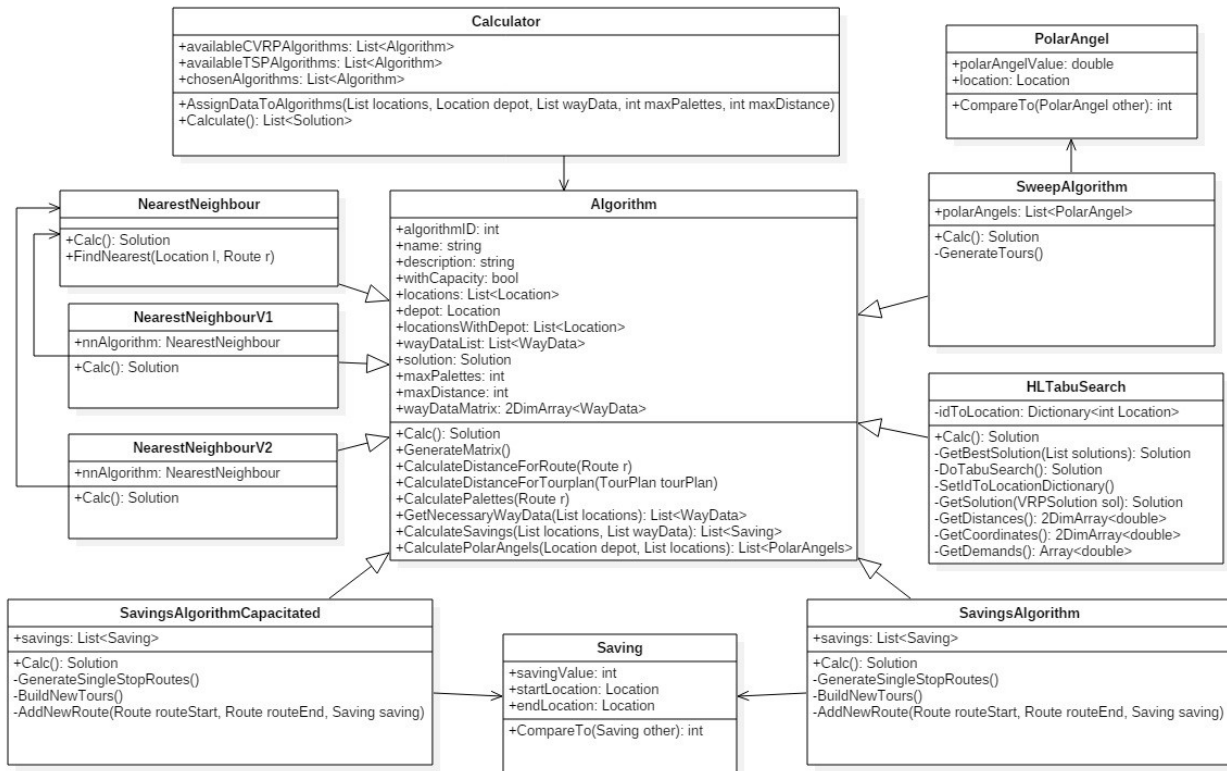 Calculator
+availableCVRPAlgorithms: List<Algorithm>
+availableTSPAlgorithms: List<Algorithm>
+chosenAlgorithms: List<Algorithm>
+AssignDataToAlgorithms(List locations, Location depot, List wayData, int maxPalettes, int maxDistance)
+Calculate(): List<Solution>
PolarAngel
+polarAngelValue: double
+location: Location
+CompareTo(PolarAngel other): int
NearestNeighbour
+Calc(): Solution
+FindNearest(Location l, Route r)
NearestNeighbourV1
+nnAlgorithm: NearestNeighbour
+Calc(): Solution
NearestNeighbourV2
+nnAlgorithm: NearestNeighbour
+Calc(): Solution
Algorithm
+algorithmID: int
+name: string
+description: string
+withCapacity: bool
+locations: List<Location>
+depot: Location
+locationsWithDepot: List<Location>
+wayDataList: List<WayData>
+solution: Solution
+maxPalettes: int
+maxDistance: int
+wayDataMatrix: 2DimArray<WayData>
+Calc(): Solution
+GenerateMatrix()
+CalculateDistanceForRoute(Route r)
+CalculateDistanceForTourplan(TourPlan tourPlan)
+CalculatePalettes(Route r)
+GetNecessaryWayData(List locations): List<WayData>
+CalculateSavings(List locations, List wayData): List<Saving>
+CalculatePolarAngels(Location depot, List locations): List<PolarAngels>
SweepAlgorithm
+polarAngels: List<PolarAngel>
+Calc(): Solution
-GenerateTours()
HLTabuSearch
-idToLocation: Dictionary<int Location>
+Calc(): Solution
-GetBestSolution(List solutions): Solution
-DoTabuSearch(): Solution
-SetIdToLocationDictionary()
-GetSolution(VRPSolution sol): Solution
-GetDistances(): 2DimArray<double>
-GetCoordinates(): 2DimArray<double>
-GetDemands(): Array<double>
SavingsAlgorithmCapacitated
+savings: List<Saving>
+Calc(): Solution
-GenerateSingleStopRoutes()
-BuildNewTours()
-AddNewRoute(Route routeStart, Route routeEnd, Saving saving)
Saving
+savingValue: int
+startLocation: Location
+endLocation: Location
+CompareTo(Saving other): int
SavingsAlgorithm
+savings: List<Saving>
+Calc(): Solution
-GenerateSingleStopRoutes()
-BuildNewTours()
-AddNewRoute(Route routeStart, Route routeEnd, Saving saving)